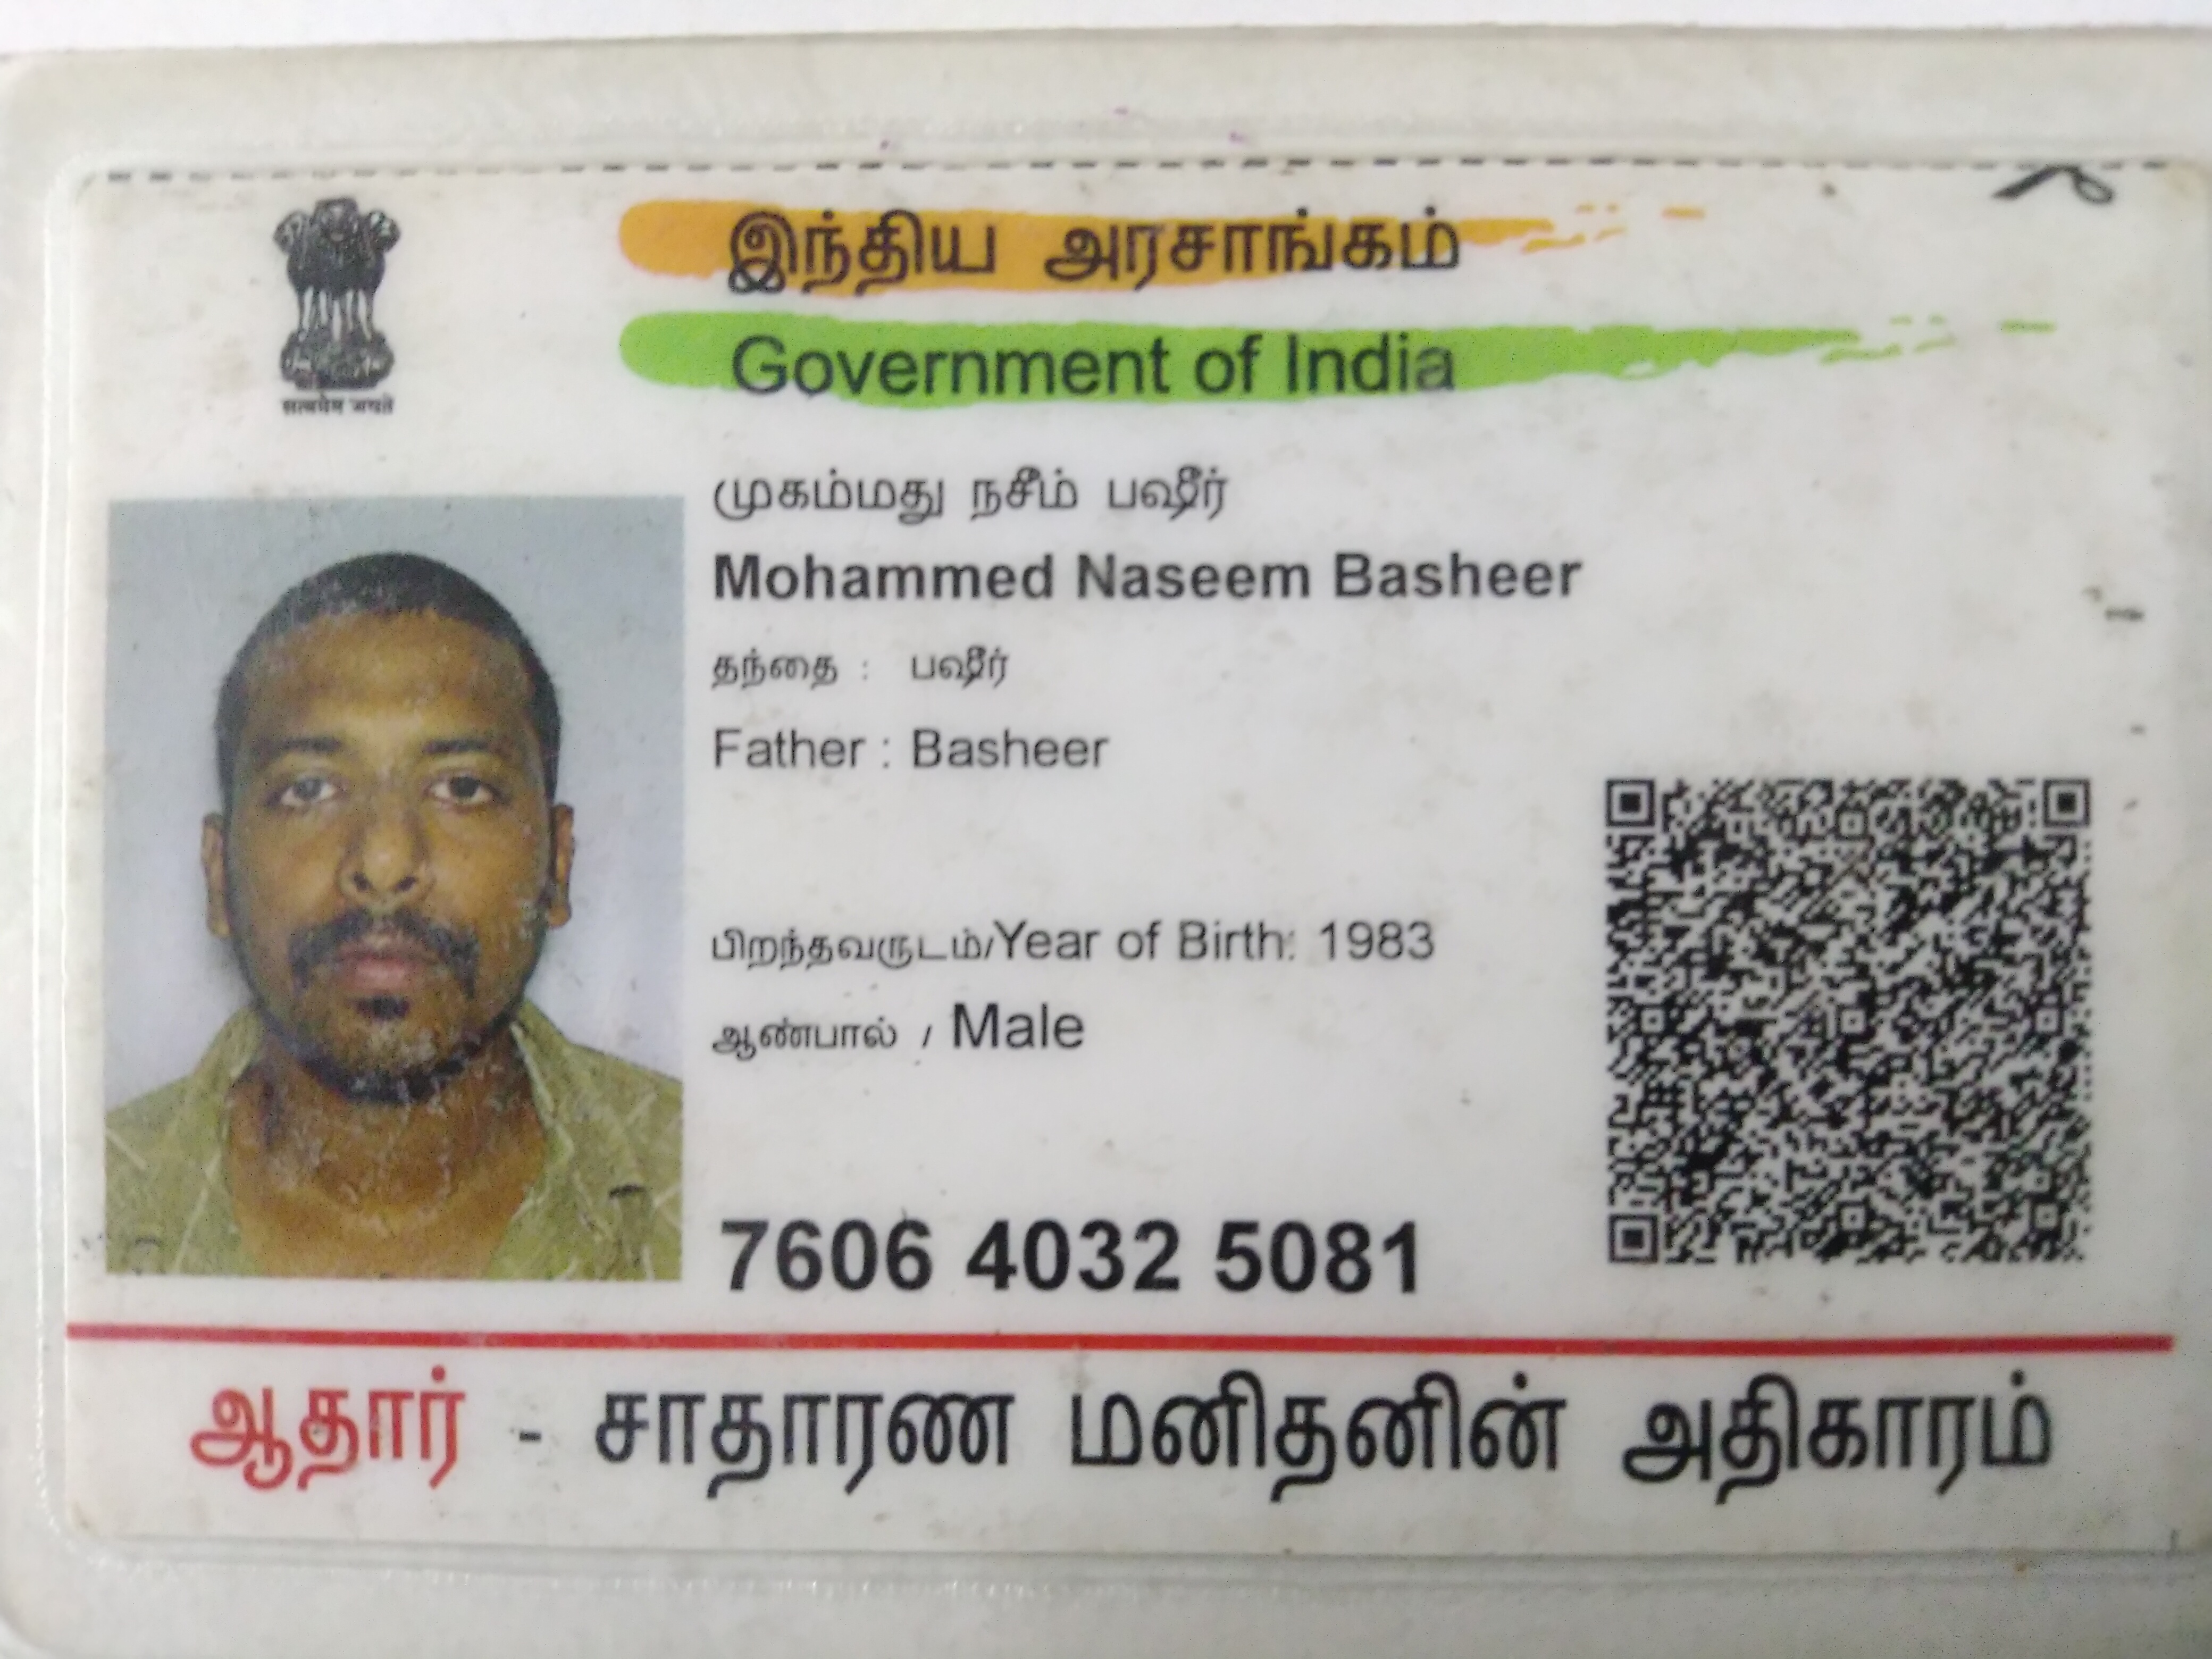 இந்திய அரசாங்கம்
Government of India
सत्यमेव जयते
முகம்மது நசீம் பஷீர்
Mohammed Naseem Basheer
தந்தை : பஷீர்
Father : Basheer
பிறந்தவருடம்/Year of Birth: 1983
ஆண்பால் / Male
7606 4032 5081
ஆதார் - சாதாரண மனிதனின் அதிகாரம்